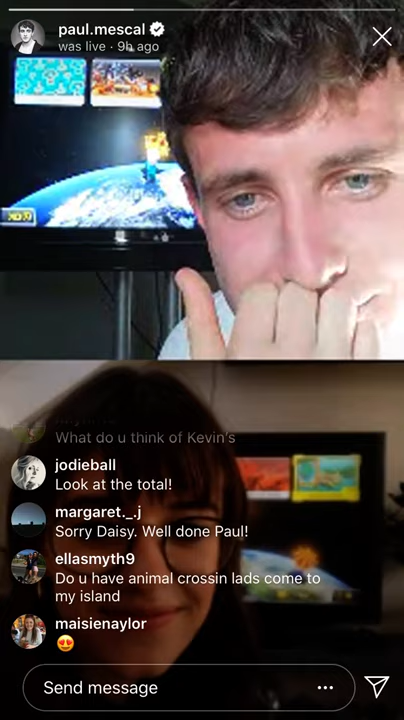 paul.mescal
was live · 9h ago
What do u think of Kevin's
jodieball
Look at the total!
margaret._.j
Sorry Daisy. Well done Paul!
ellasmyth9
Do u have animal crossin lads come to
my island
maisienaylor
Send message